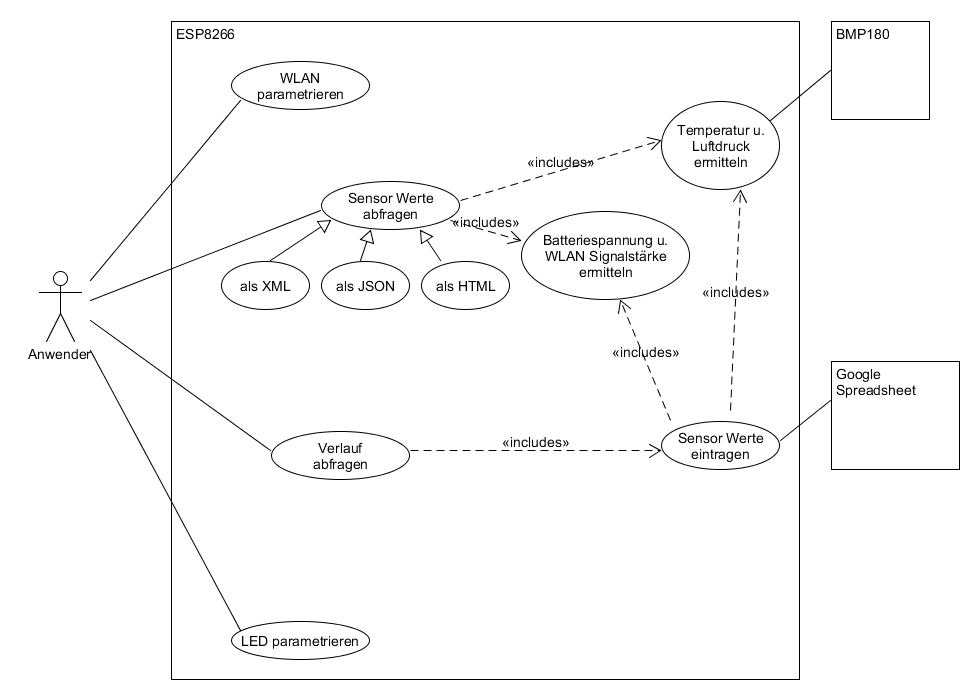 ESP8266
BMP180
WLAN
parametrieren
Temperatur u.
Luftdruck
ermitteln
«includes»
Sensor Werte
abfragen
«includes»
Batteriespannung u.
WLAN Signalstärke
ermitteln
als XML
als JSON
als HTML
«includes»
Anwender
«includes»
Google
Spreadsheet
Verlauf
abfragen
«includes»
Sensor Werte
eintragen
LED parametrieren